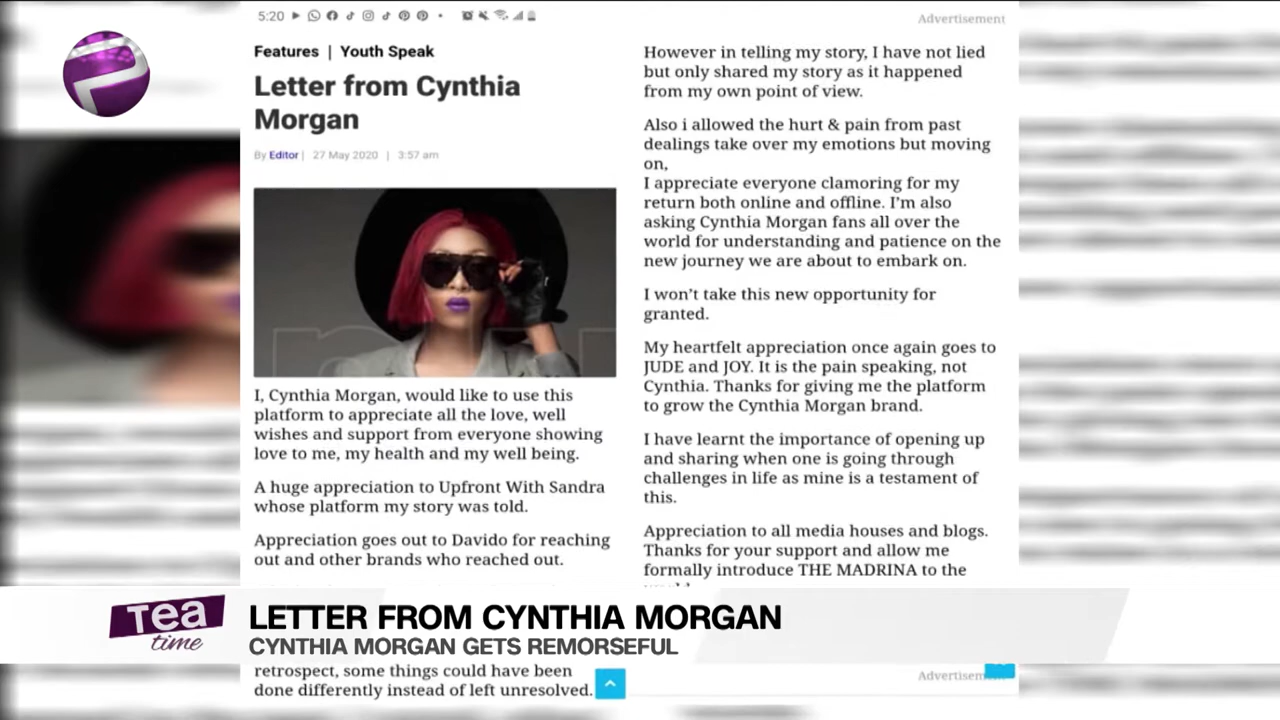 5:20
Features | Youth Speak
Letter from Cynthia
Morgan
By Editor | 27 May 2020 | 3:57 am
I, Cynthia Morgan, would like to use this
platform to appreciate all the love, well
wishes and support from everyone showing
love to me, my health and my well being.
A huge appreciation to Upfront With Sandra
whose platform my story was told.
Appreciation goes out to Davido for reaching
out and other brands who reached out.
retrospect, some things could have been
done differently instead of left unresolved.
Advertisement
However in telling my story, I have not lied
but only shared my story as it happened
from my own point of view.
Also i allowed the hurt & pain from past
dealings take over my emotions but moving
on,
I appreciate everyone clamoring for my
return both online and offline. I’m also
asking Cynthia Morgan fans all over the
world for understanding and patience on the
new journey we are about to embark on.
I won’t take this new opportunity for
granted.
My heartfelt appreciation once again goes to
JUDE and JOY. It is the pain speaking, not
Cynthia. Thanks for giving me the platform
to grow the Cynthia Morgan brand.
I have learnt the importance of opening up
and sharing when one is going through
challenges in life as mine is a testament of
this.
Appreciation to all media houses and blogs.
Thanks for your support and allow me
formally introduce THE MADRINA to the
Tea
time
LETTER FROM CYNTHIA MORGAN
CYNTHIA MORGAN GETS REMORSEFUL